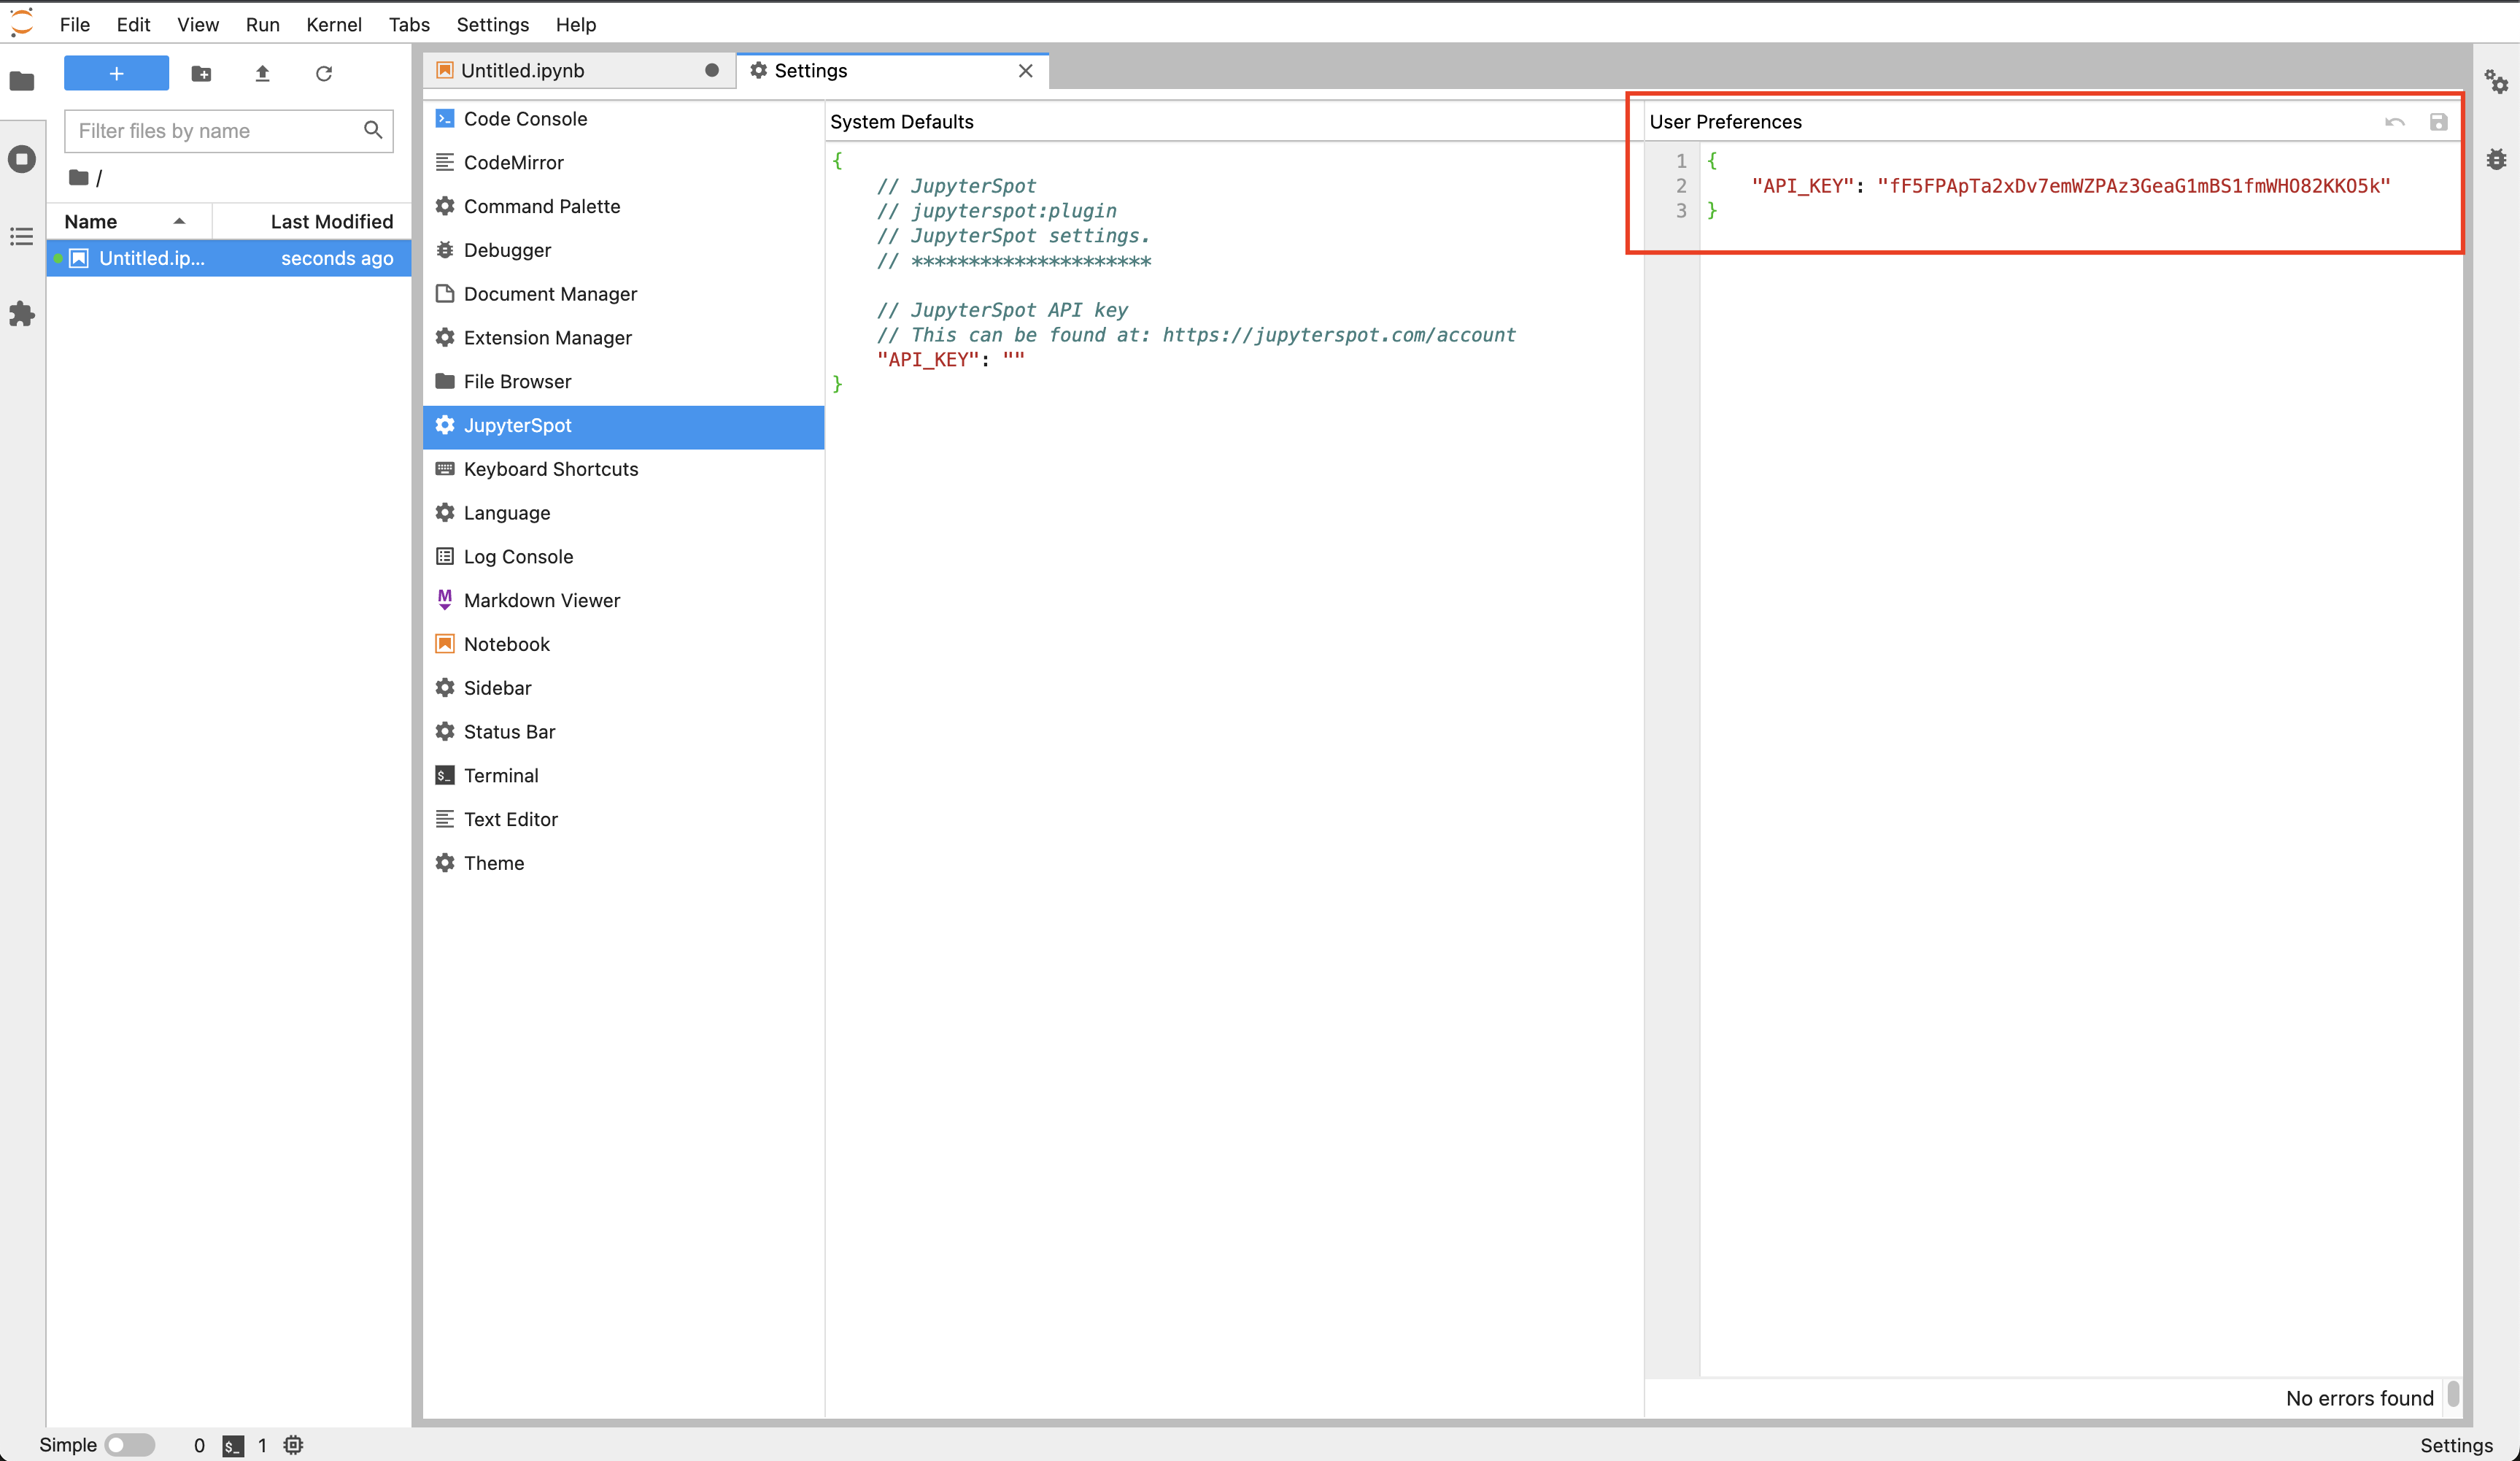 File Edit View Run Kernel Tabs Settings Help
+
Filter files by name
/
Name Last Modified
Untitled.ip... seconds ago
Untitled.ipynb
Settings
Code Console
CodeMirror
Command Palette
Debugger
Document Manager
Extension Manager
File Browser
JupyterSpot
Keyboard Shortcuts
Language
Log Console
Markdown Viewer
Notebook
Sidebar
Status Bar
Terminal
Text Editor
Theme
System Defaults
{
// JupyterSpot
// jupyterspot:plugin
// JupyterSpot settings.
// *********************
// JupyterSpot API key
// This can be found at: https://jupyterspot.com/account
"API_KEY": ""
}
User Preferences
1 {
2 "API_KEY": "fF5FPApTa2xDv7emWZPAz3GeaG1mBS1fmWHO82KKO5k"
3 }
No errors found
Simple 0 $_ 1
Settings